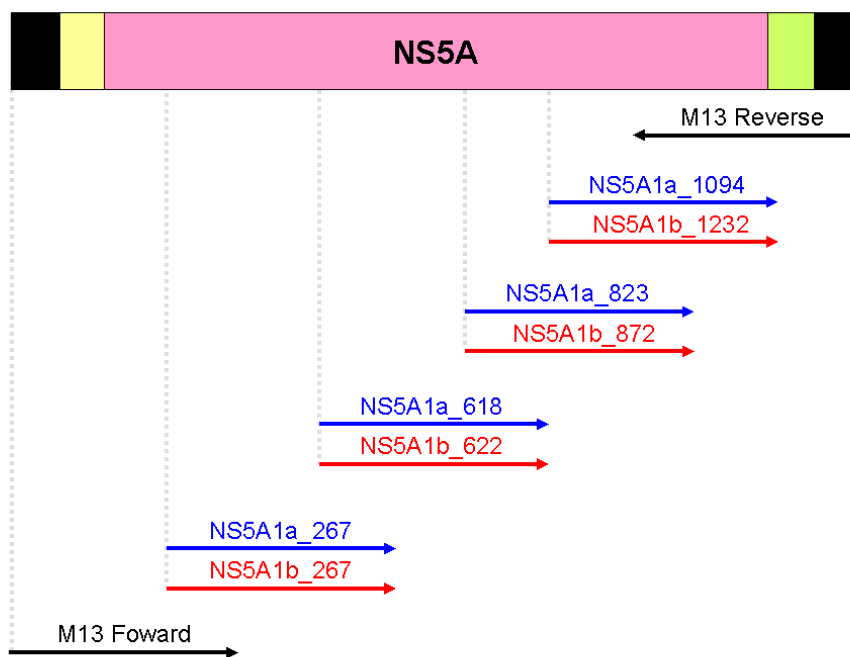 NS5A
M13 Reverse
NS5A1a_1094
NS5A1b_1232
NS5A1a_823
NS5A1b_872
NS5A1a_618
NS5A1b_622
NS5A1a_267
NS5A1b_267
M13 Foward